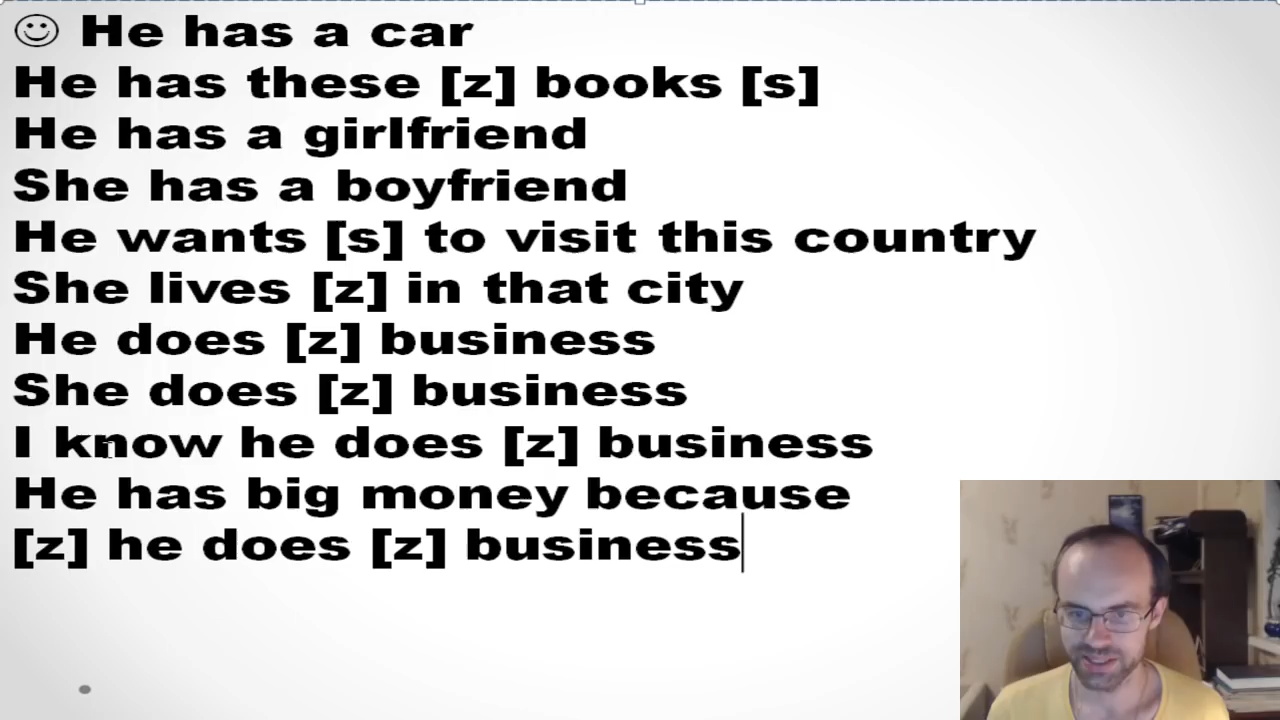 ☺ He has a car
He has these [z] books [s]
He has a girlfriend
She has a boyfriend
He wants [s] to visit this country
She lives [z] in that city
He does [z] business
She does [z] business
I know he does [z] business
He has big money because
[z] he does [z] business